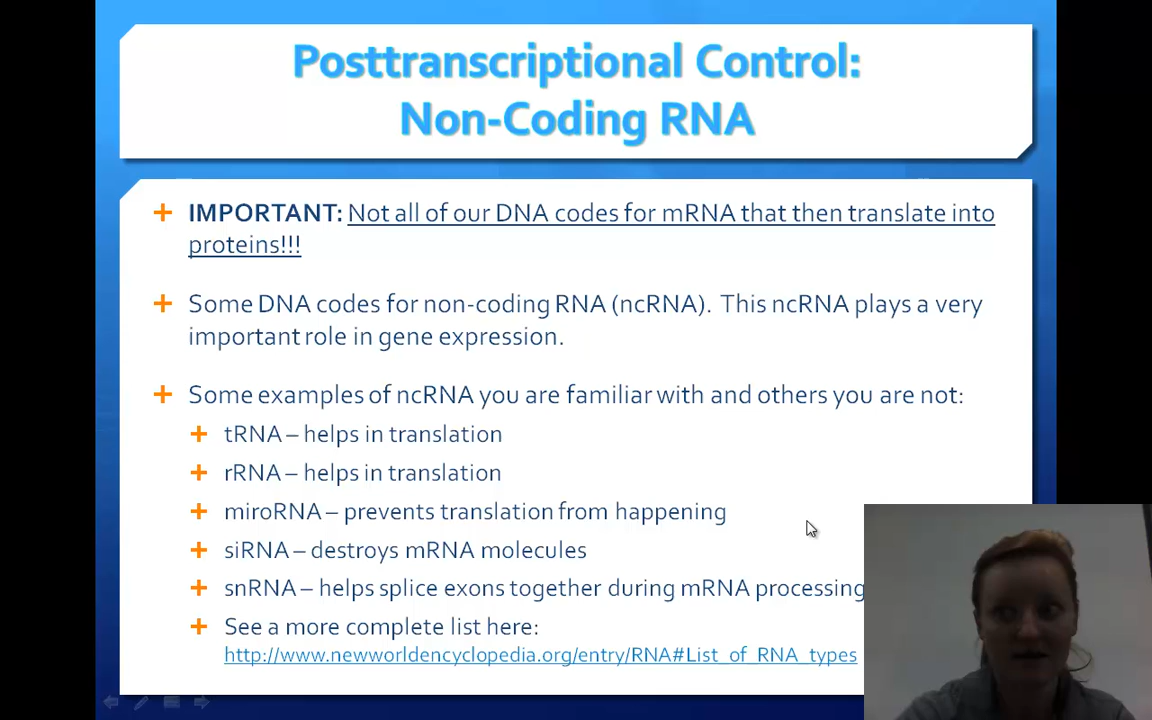 Posttranscriptional Control:
Non-Coding RNA
IMPORTANT: Not all of our DNA codes for mRNA that then translate into
proteins!!!
Some DNA codes for non-coding RNA (ncRNA).  This ncRNA plays a very
important role in gene expression.
Some examples of ncRNA you are familiar with and others you are not:
tRNA – helps in translation
rRNA – helps in translation
miroRNA – prevents translation from happening
siRNA – destroys mRNA molecules
snRNA – helps splice exons together during mRNA processing
See a more complete list here:
http://www.newworldencyclopedia.org/entry/RNA#List_of_RNA_types